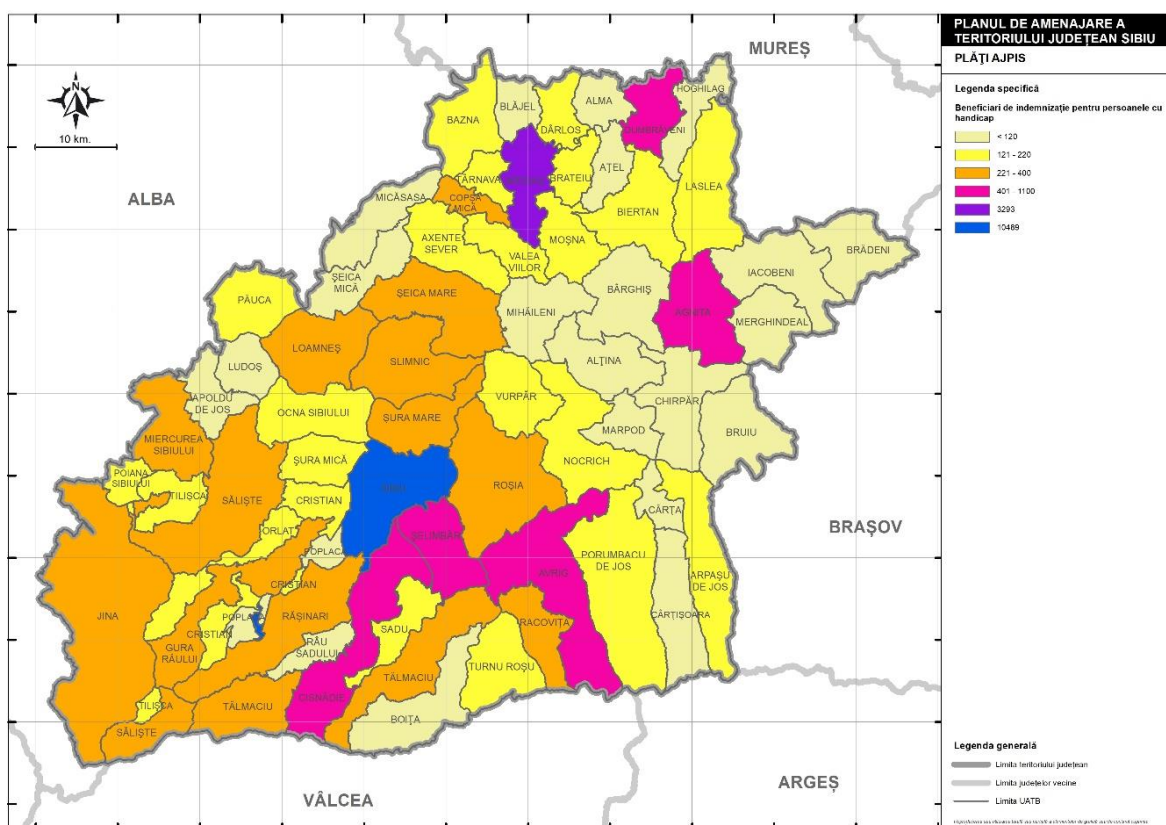 PLANUL DE AMENAJARE A
TERITORIULUI JUDEȚEAN SIBIU
PLĂȚI AJPIS
Legenda specifică
Beneficiari de indemnizație pentru persoanele cu
handicap
< 120
121 - 220
221 - 400
401 - 1100
3293
10469
MUREȘ
N
10 km.
ALBA
HOGHILAG
ALMA
BLĂJEL
BAZNA
DÂRLOS
DUMBRĂVENI
AȚEL
TÂRNAVA
BRATEIU
LASLEA
MICĂSASA
COPȘA
MICĂ
BIERTAN
AXENTE
SEVER
MOȘNA
VALEA
VIILOR
BRĂDENI
IACOBENI
ȘEICA
MICĂ
BÂRGHIȘ
ȘEICA MARE
PĂUCA
MIHĂILENI
AGNITA
MERGHINDEAL
LOAMNEȘ
SLIMNIC
LUDOȘ
ALȚINA
APOLDU
DE JOS
VURPĂR
CHIRPĂR
OCNA SIBIULUI
ȘURA MARE
MARPOD
BRUIU
MIERCUREA
SIBIULUI
ȘURA MICĂ
NOCRICH
POIANA
SIBIULUI
TILIȘCA
SĂLIȘTE
CRISTIAN
SIBIU
ROȘIA
CÂRȚA
BRAȘOV
ORLAT
ȘELIMBĂR
POPLACA
PORUMBACU
DE JOS
AVRIG
ARPAȘU
DE JOS
CRISTIAN
JINA
POPLACA
RĂȘINARI
CÂRȚIȘOARA
RACOVIȚA
SADU
CRISTIAN
RÂU
SADULUI
GURA
RÂULUI
TURNU ROȘU
TĂLMACIU
CISNĂDIE
TILIȘCA
TĂLMACIU
BOIȚA
SĂLIȘTE
VÂLCEA
ARGEȘ
Legenda generală
Limita teritoriului județean
Limita județelor vecine
Limita UATB